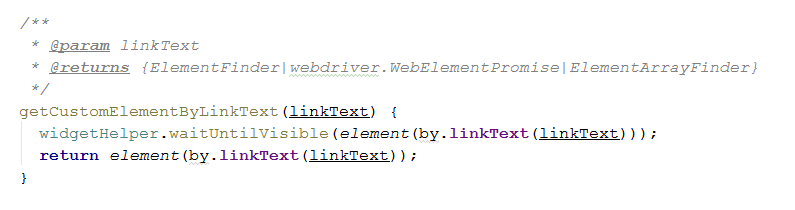 /**
 * @param linkText
 * @returns {ElementFinder|webdriver.WebElementPromise|ElementArrayFinder}
 */
getCustomElementByLinkText(linkText) {
  widgetHelper.waitUntilVisible(element(by.linkText(linkText)));
  return element(by.linkText(linkText));
}